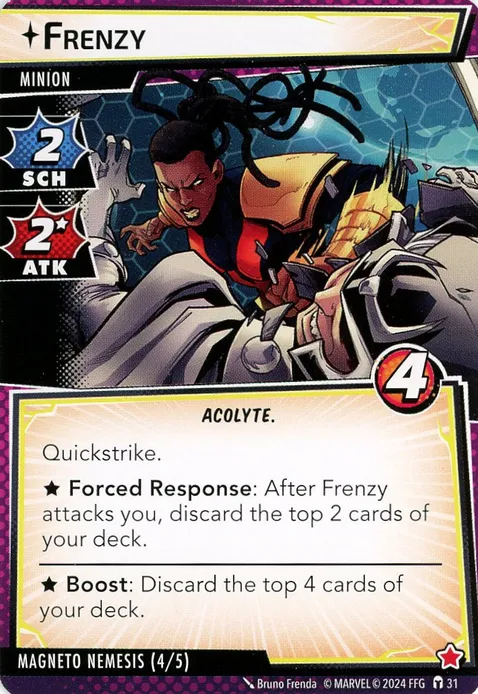 FRENZY
MINION
2
SCH
2★
ATK
4
ACOLYTE.
Quickstrike.
★ Forced Response: After Frenzy
attacks you, discard the top 2 cards of
your deck.
★ Boost: Discard the top 4 cards of
your deck.
MAGNETO NEMESIS (4/5)
Bruno Frenda © MARVEL © 2024 FFG 31